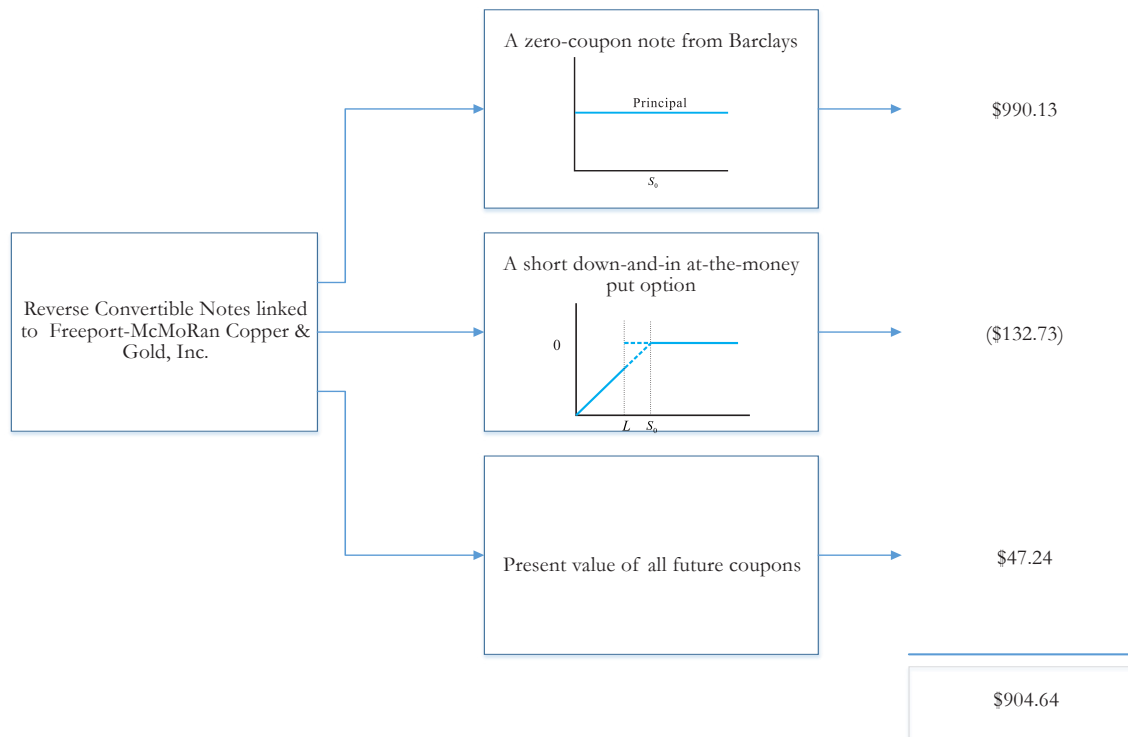 Reverse Convertible Notes linked
to Freeport-McMoRan Copper &
Gold, Inc.
A zero-coupon note from Barclays
Principal
S₀
$990.13
A short down-and-in at-the-money
put option
0
L S₀
($132.73)
Present value of all future coupons
$47.24
$904.64